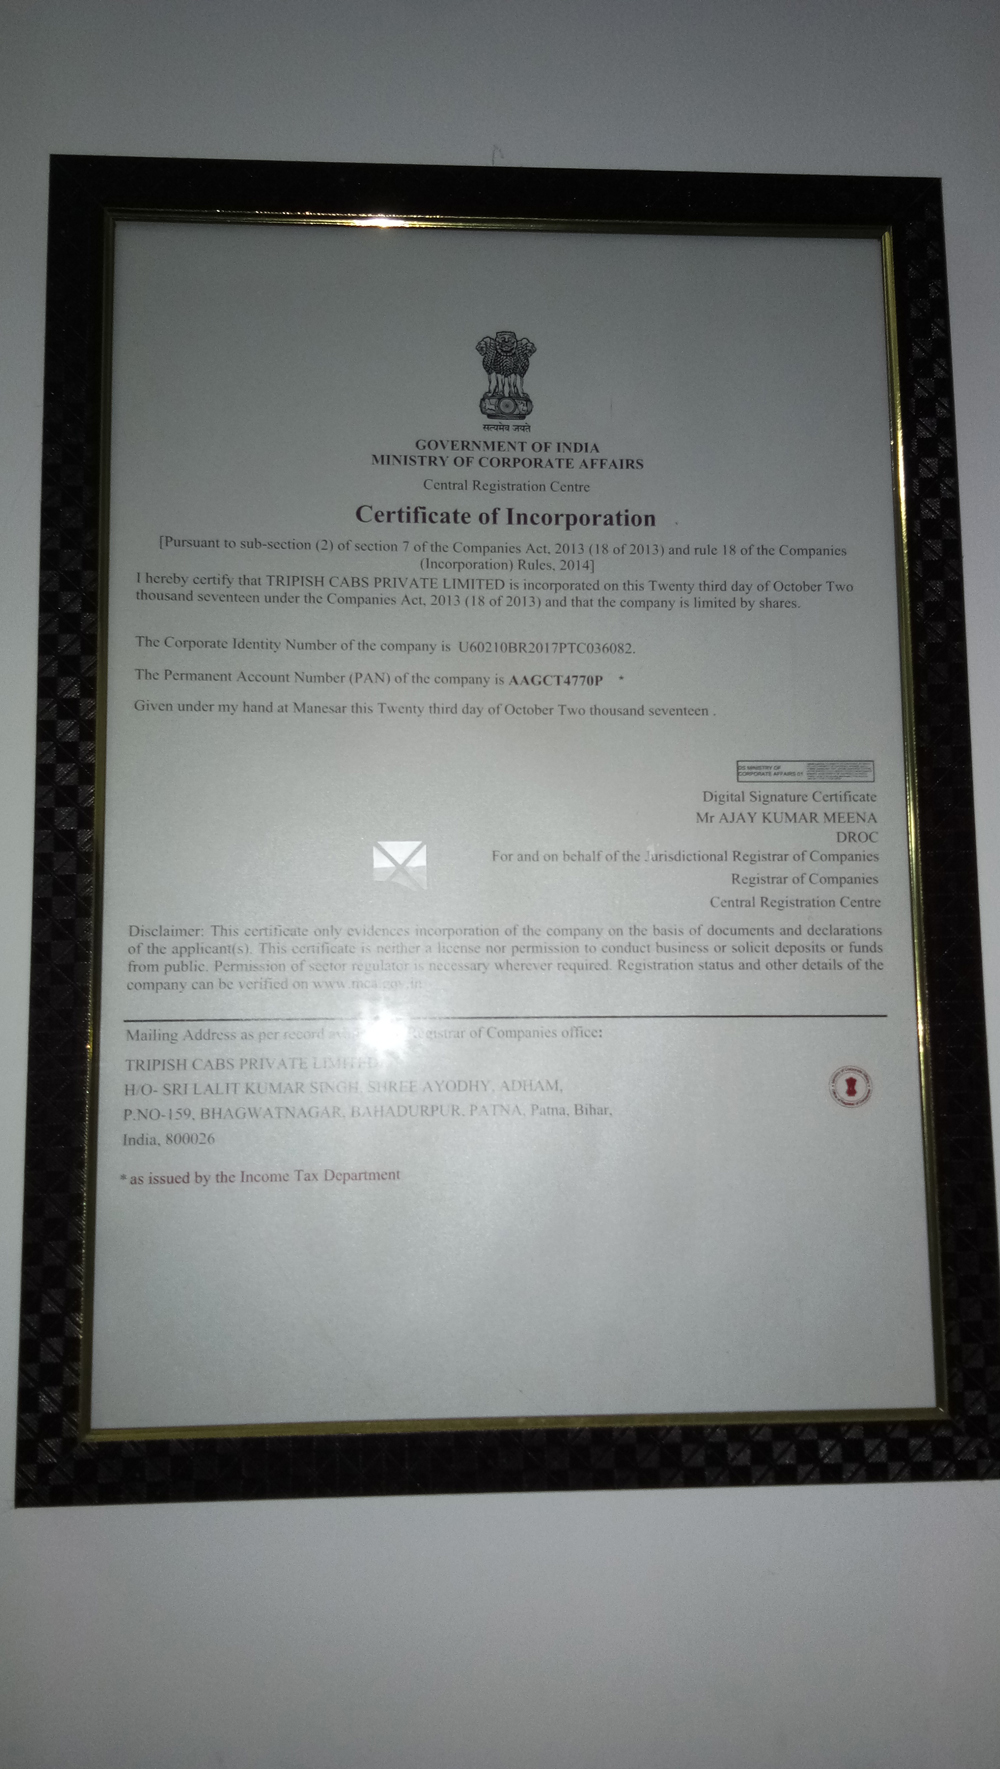 सत्यमेव जयते
GOVERNMENT OF INDIA
MINISTRY OF CORPORATE AFFAIRS
Central Registration Centre
Certificate of Incorporation
[Pursuant to sub-section (2) of section 7 of the Companies Act, 2013 (18 of 2013) and rule 18 of the Companies
(Incorporation) Rules, 2014]
I hereby certify that TRIPISH CABS PRIVATE LIMITED is incorporated on this Twenty third day of October Two
thousand seventeen under the Companies Act, 2013 (18 of 2013) and that the company is limited by shares.
The Corporate Identity Number of the company is U60210BR2017PTC036082.
The Permanent Account Number (PAN) of the company is AAGCT4770P *
Given under my hand at Manesar this Twenty third day of October Two thousand seventeen .
DS MINISTRY OF
CORPORATE AFFAIRS 01
Digital Signature Certificate
Mr AJAY KUMAR MEENA
DROC
For and on behalf of the Jurisdictional Registrar of Companies
Registrar of Companies
Central Registration Centre
Disclaimer: This certificate only evidences incorporation of the company on the basis of documents and declarations
of the applicant(s). This certificate is neither a license nor permission to conduct business or solicit deposits or funds
from public. Permission of sector regulator is necessary wherever required. Registration status and other details of the
company can be verified on www.mca.gov.in
Mailing Address as per record Registrar of Companies office:
TRIPISH CABS PRIVATE LIMITED
H/O- SRI LALIT KUMAR SINGH, SHREE AYODHY, ADHAM,
P.NO-159, BHAGWATNAGAR, BAHADURPUR, PATNA, Patna, Bihar,
India, 800026
* as issued by the Income Tax Department